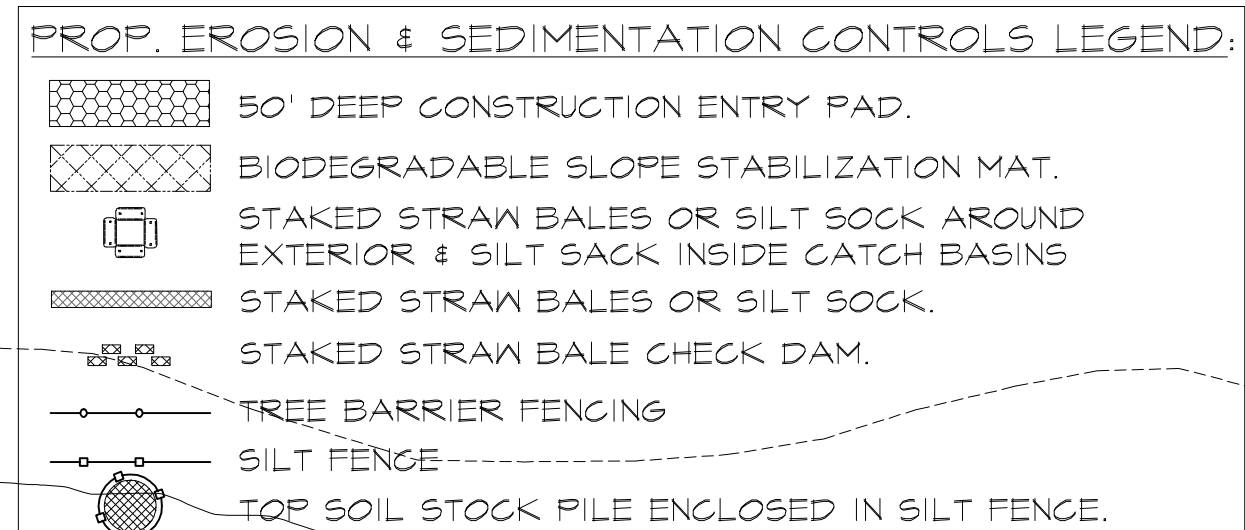 PROP. EROSION & SEDIMENTATION CONTROLS LEGEND:
50' DEEP CONSTRUCTION ENTRY PAD.
BIODEGRADABLE SLOPE STABILIZATION MAT.
STAKED STRAW BALES OR SILT SOCK AROUND
EXTERIOR & SILT SACK INSIDE CATCH BASINS
STAKED STRAW BALES OR SILT SOCK.
STAKED STRAW BALE CHECK DAM.
TREE BARRIER FENCING
SILT FENCE
TOP SOIL STOCK PILE ENCLOSED IN SILT FENCE.